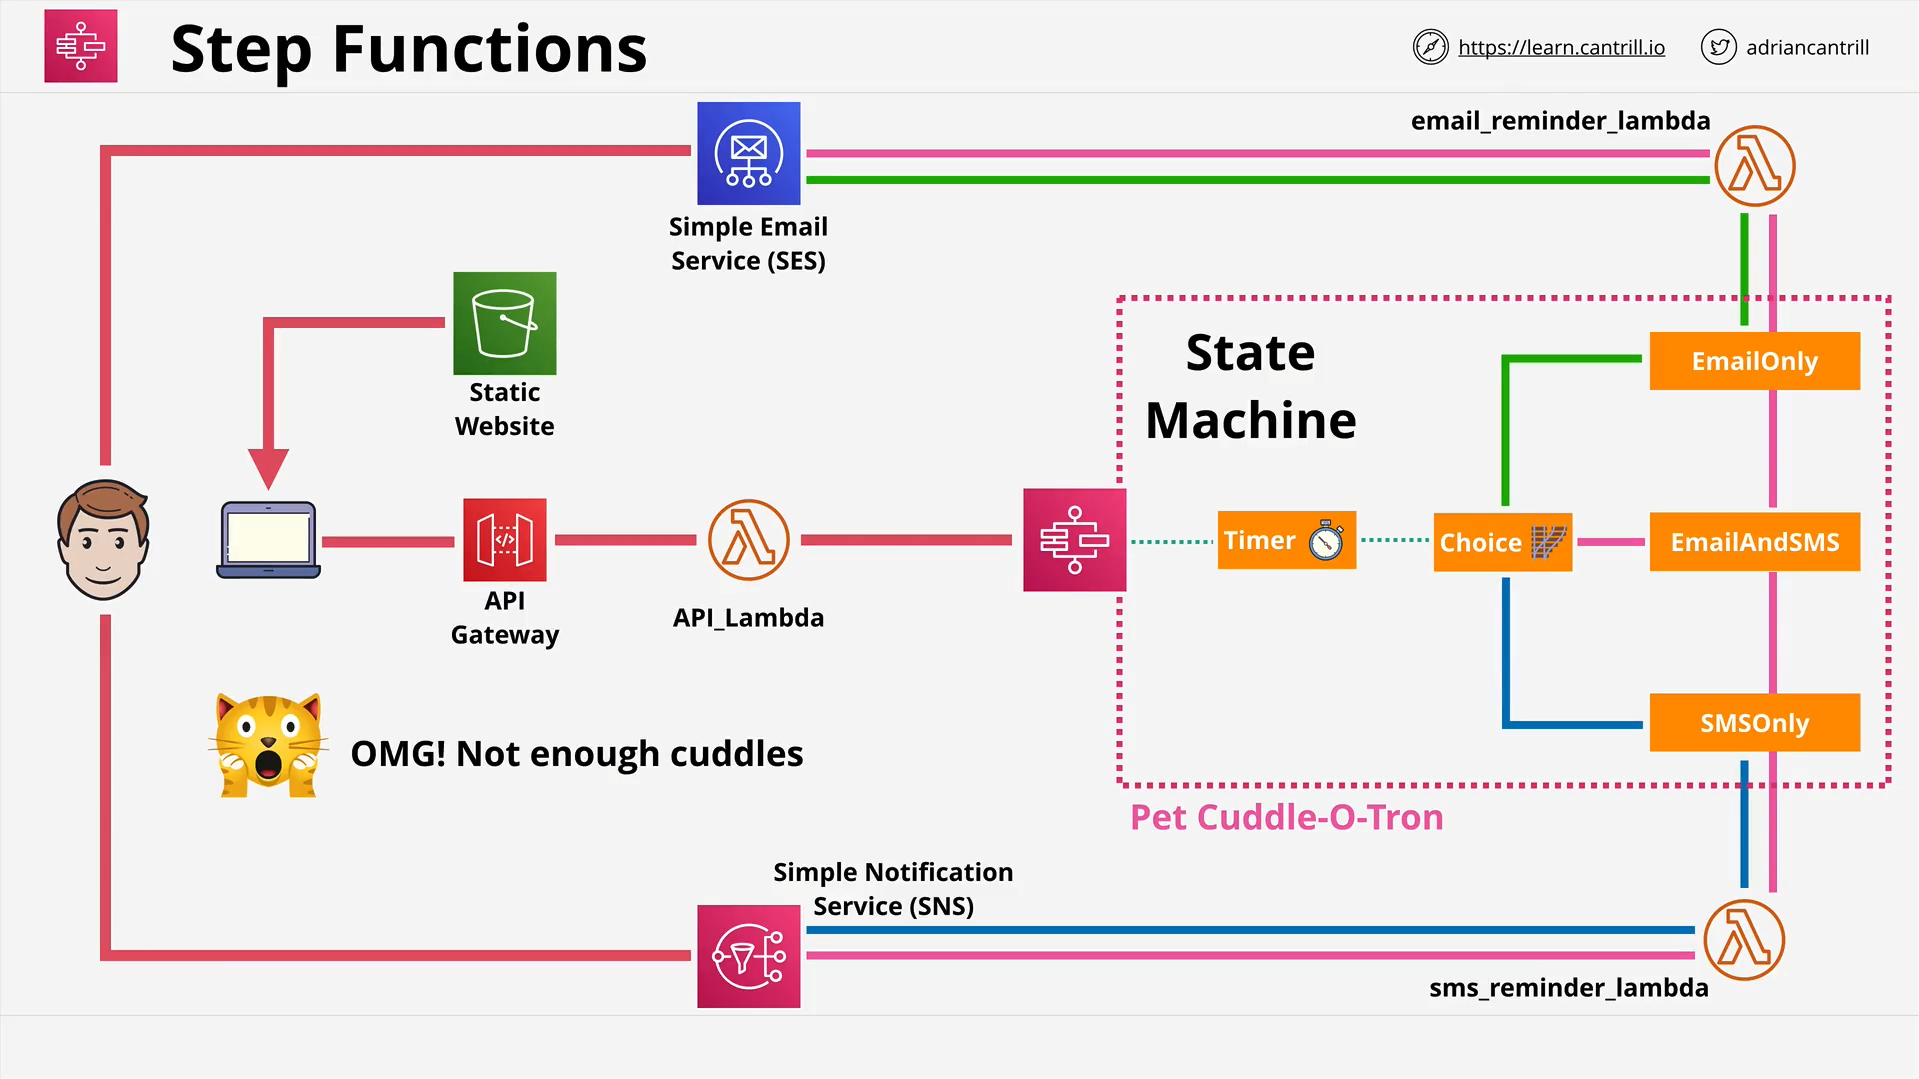 Step Functions
https://learn.cantrill.io
adriancantrill
email_reminder_lambda
Simple Email
Service (SES)
Static
Website
State
Machine
EmailOnly
Timer
Choice
EmailAndSMS
API
Gateway
API_Lambda
SMSOnly
OMG! Not enough cuddles
Pet Cuddle-O-Tron
Simple Notification
Service (SNS)
sms_reminder_lambda